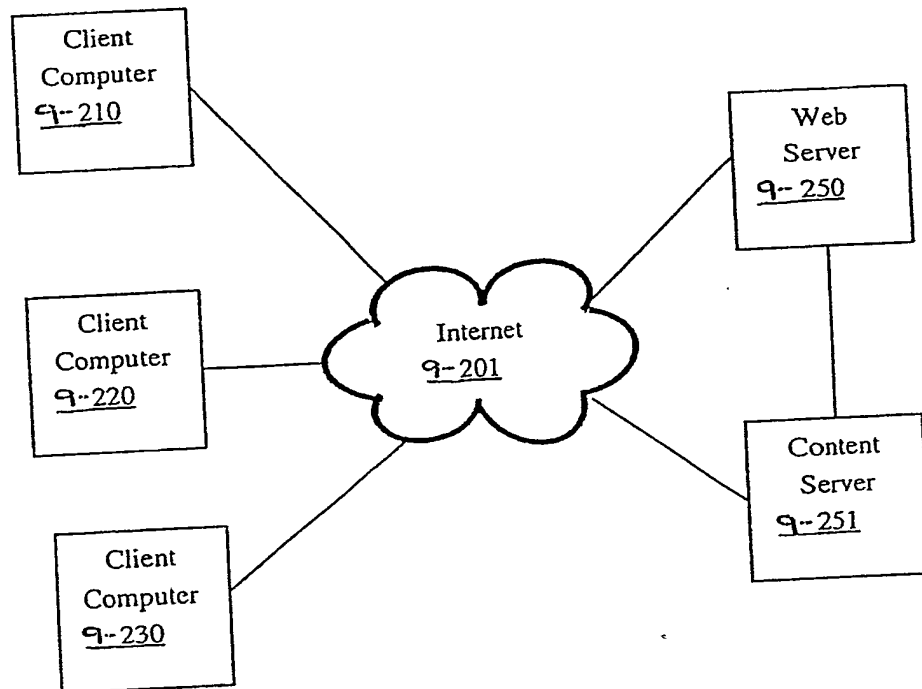 Client
Computer
9--210
Client
Computer
9--220
Client
Computer
9--230
Internet
9-201
Web
Server
9--250
Content
Server
9--251